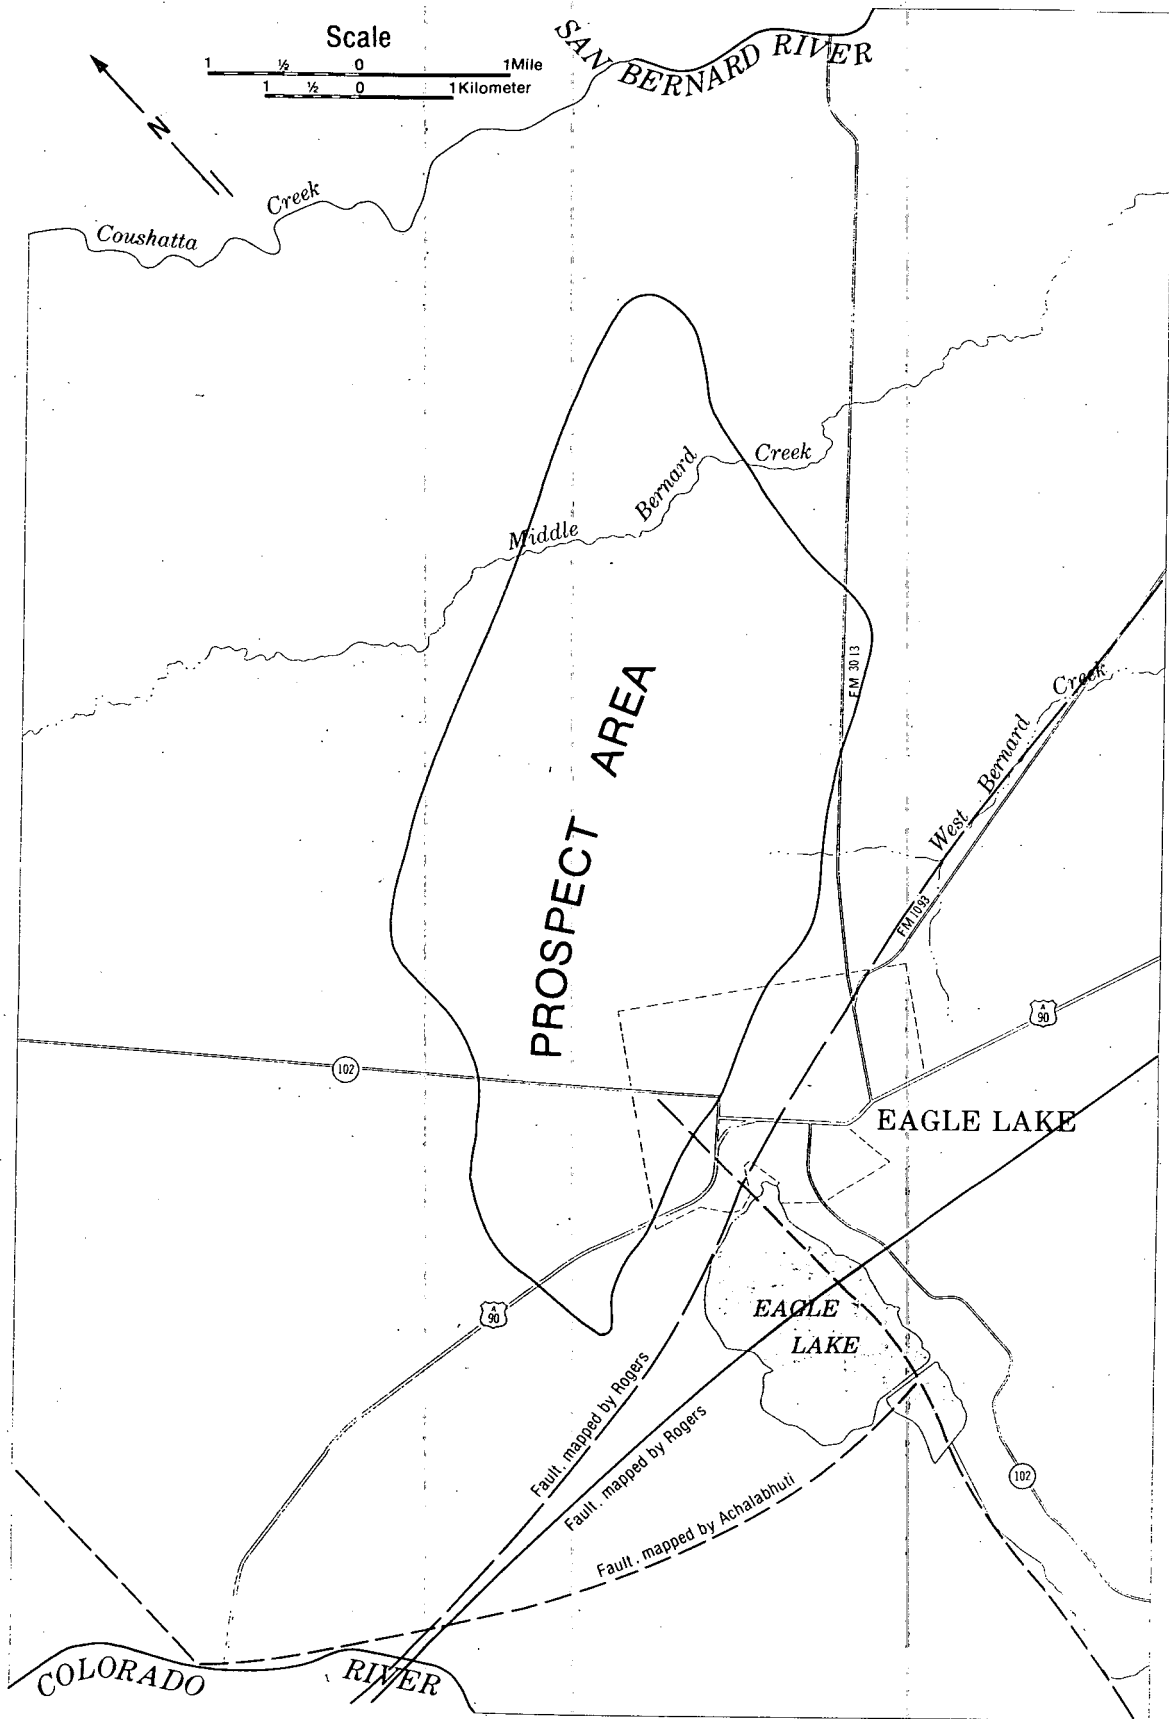 Scale
1 ½ 0 1 Mile
1 ½ 0 1 Kilometer
N
SAN BERNARD RIVER
Coushatta Creek
Middle Bernard Creek
PROSPECT AREA
FM 3013
West Bernard Creek
FM 1093
A 90
102
EAGLE LAKE
EAGLE
LAKE
A 90
Fault, mapped by Rogers
Fault, mapped by Rogers
Fault, mapped by Achalabhuti
102
COLORADO RIVER